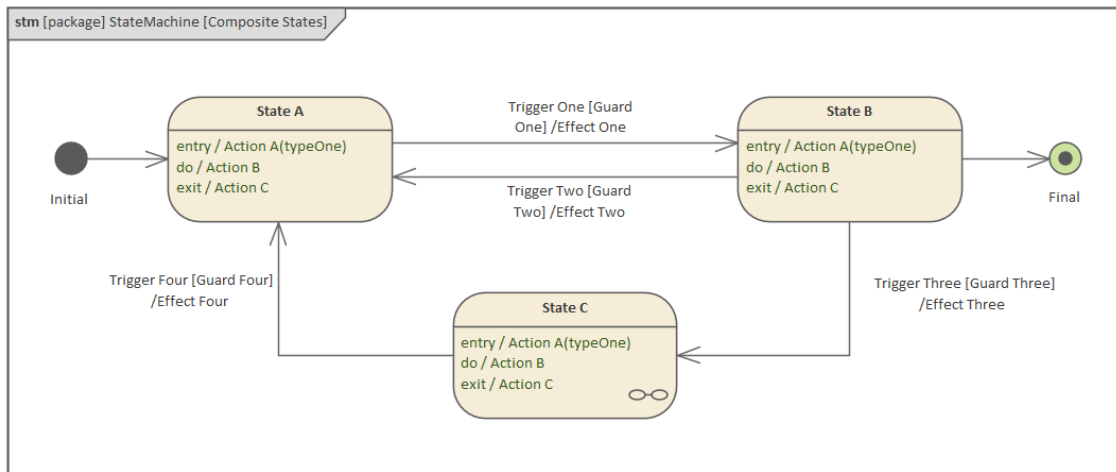 stm [package] StateMachine [Composite States]
State A
entry / Action A(typeOne)
do / Action B
exit / Action C
Trigger One [Guard
One] /Effect One
State B
entry / Action A(typeOne)
do / Action B
exit / Action C
Initial
Trigger Two [Guard
Two] /Effect Two
Final
Trigger Four [Guard Four]
/Effect Four
Trigger Three [Guard Three]
/Effect Three
State C
entry / Action A(typeOne)
do / Action B
exit / Action C